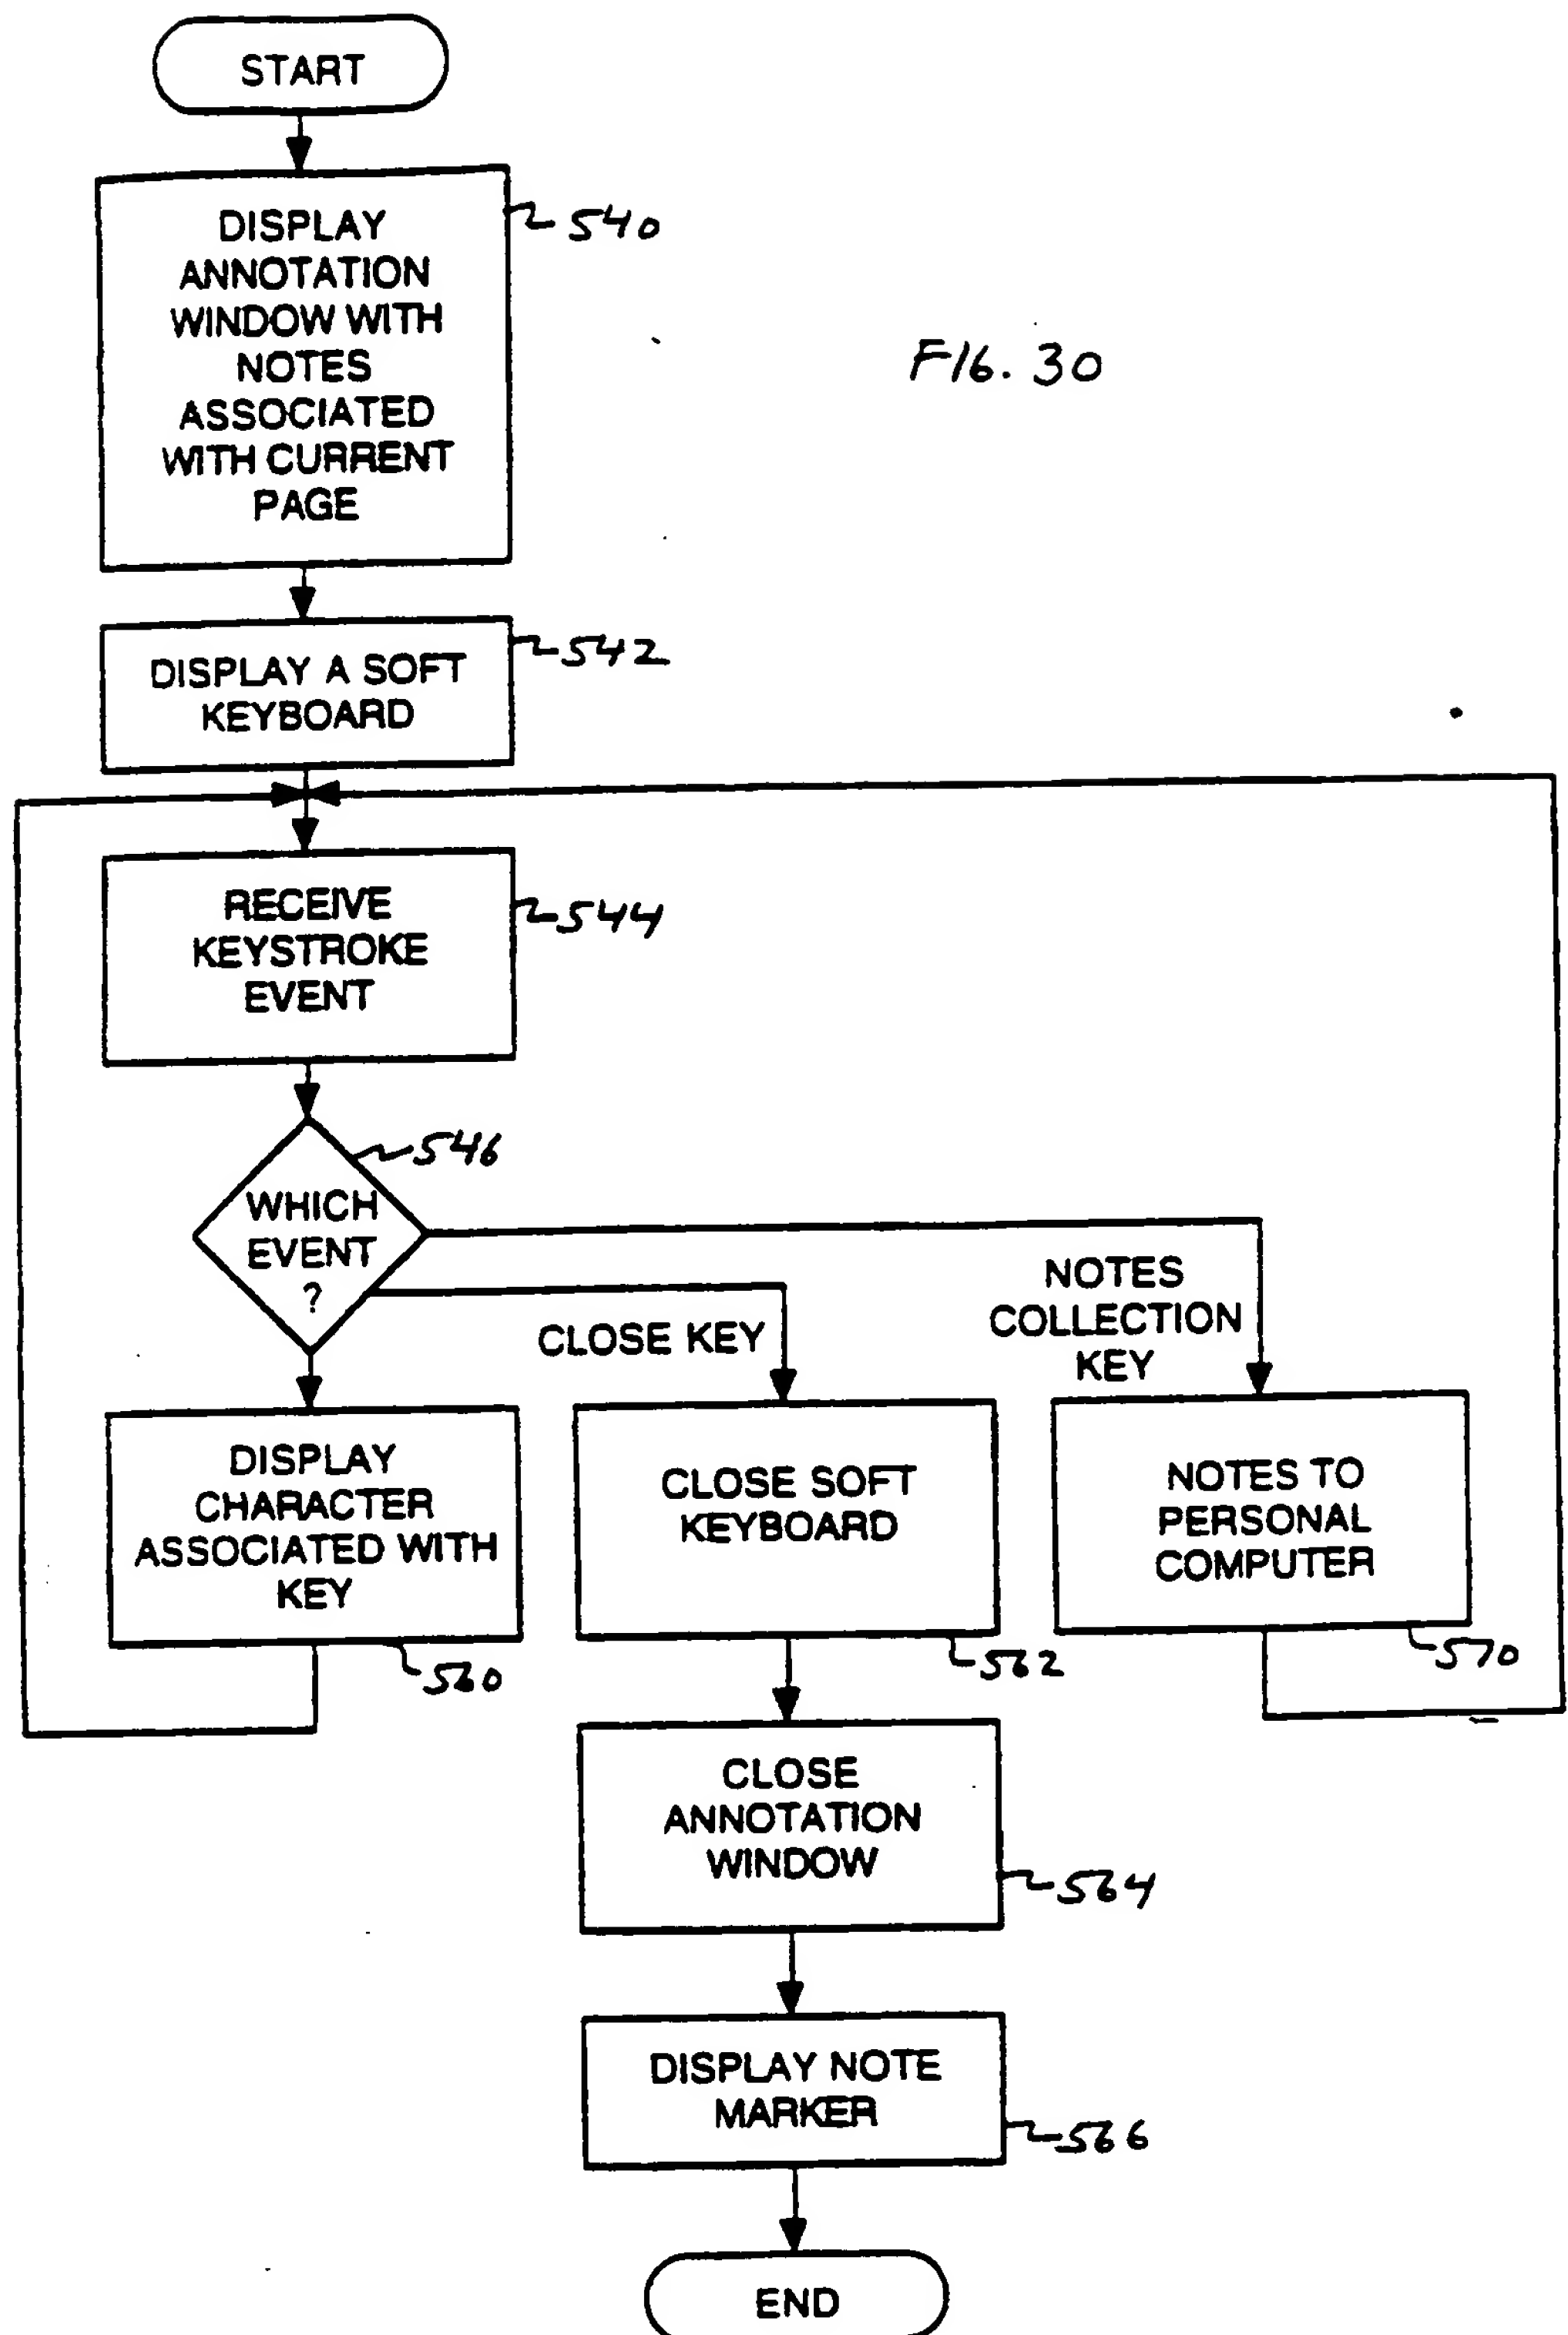 START
DISPLAY
ANNOTATION
WINDOW WITH
NOTES
ASSOCIATED
WITH CURRENT
PAGE
540
FIG. 30
DISPLAY A SOFT
KEYBOARD
542
RECEIVE
KEYSTROKE
EVENT
544
546
WHICH
EVENT
?
CLOSE KEY
NOTES
COLLECTION
KEY
DISPLAY
CHARACTER
ASSOCIATED WITH
KEY
560
CLOSE SOFT
KEYBOARD
562
NOTES TO
PERSONAL
COMPUTER
570
CLOSE
ANNOTATION
WINDOW
564
DISPLAY NOTE
MARKER
566
END